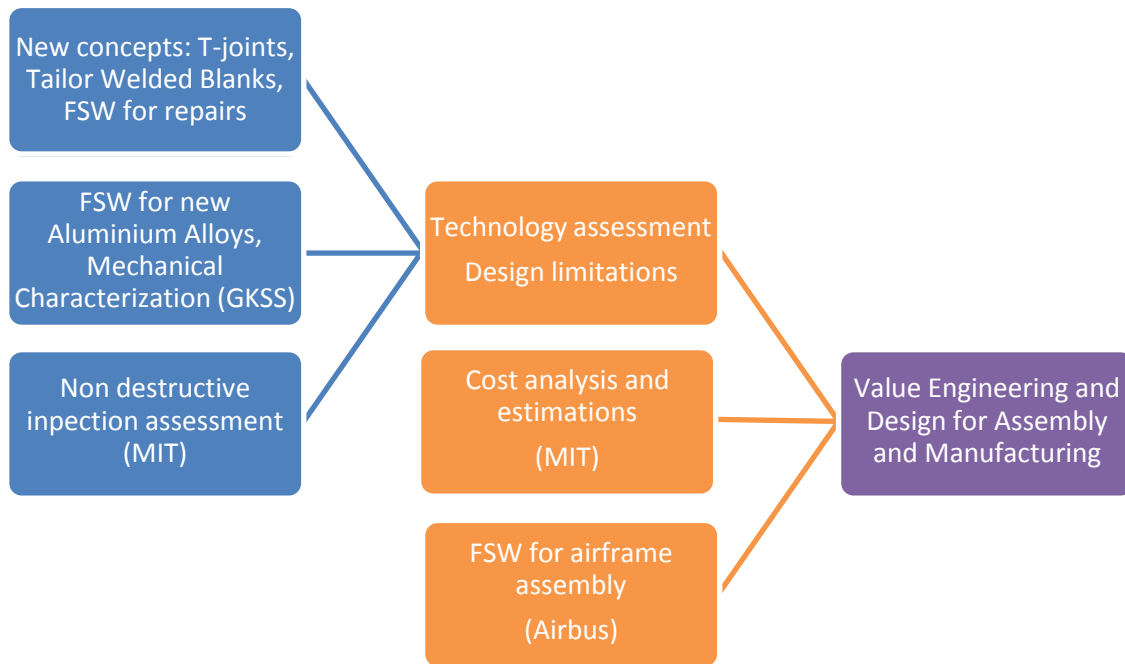 New concepts: T-joints,
Tailor Welded Blanks,
FSW for repairs
FSW for new
Aluminium Alloys,
Mechanical
Characterization (GKSS)
Non destructive
inpection assessment
(MIT)
Technology assessment
Design limitations
Cost analysis and
estimations
(MIT)
FSW for airframe
assembly
(Airbus)
Value Engineering and
Design for Assembly
and Manufacturing